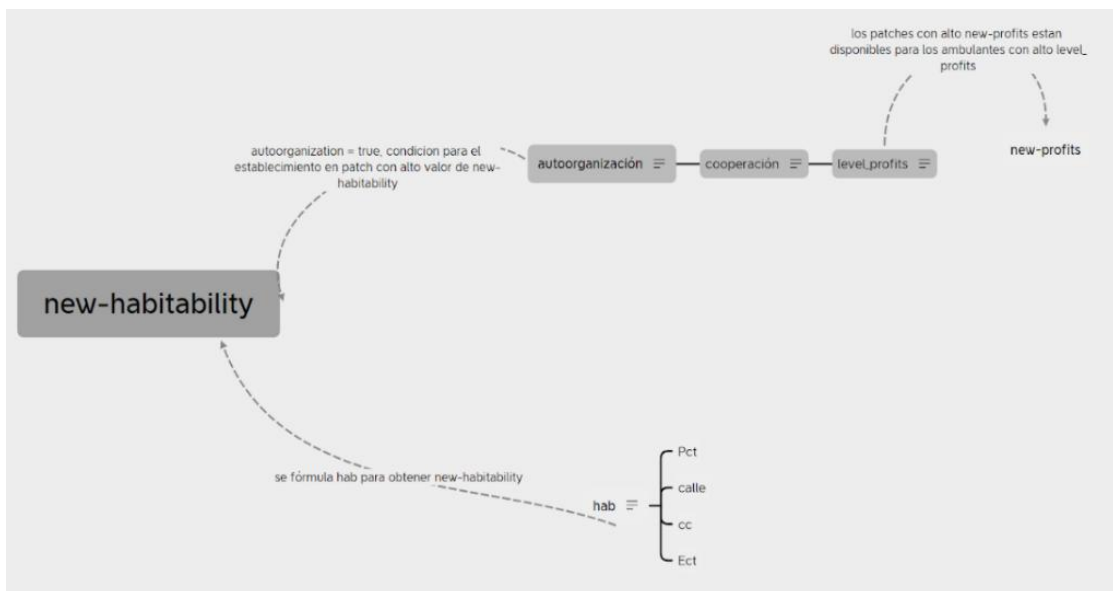 los patches con alto new-profits estan
disponibles para los ambulantes con alto level_
profits
new-profits
autoorganization = true, condicion para el
establecimiento en patch con alto valor de new-
habitability
autoorganización
cooperación
level_profits
new-habitability
se fórmula hab para obtener new-habitability
hab
Pct
calle
cc
Ect